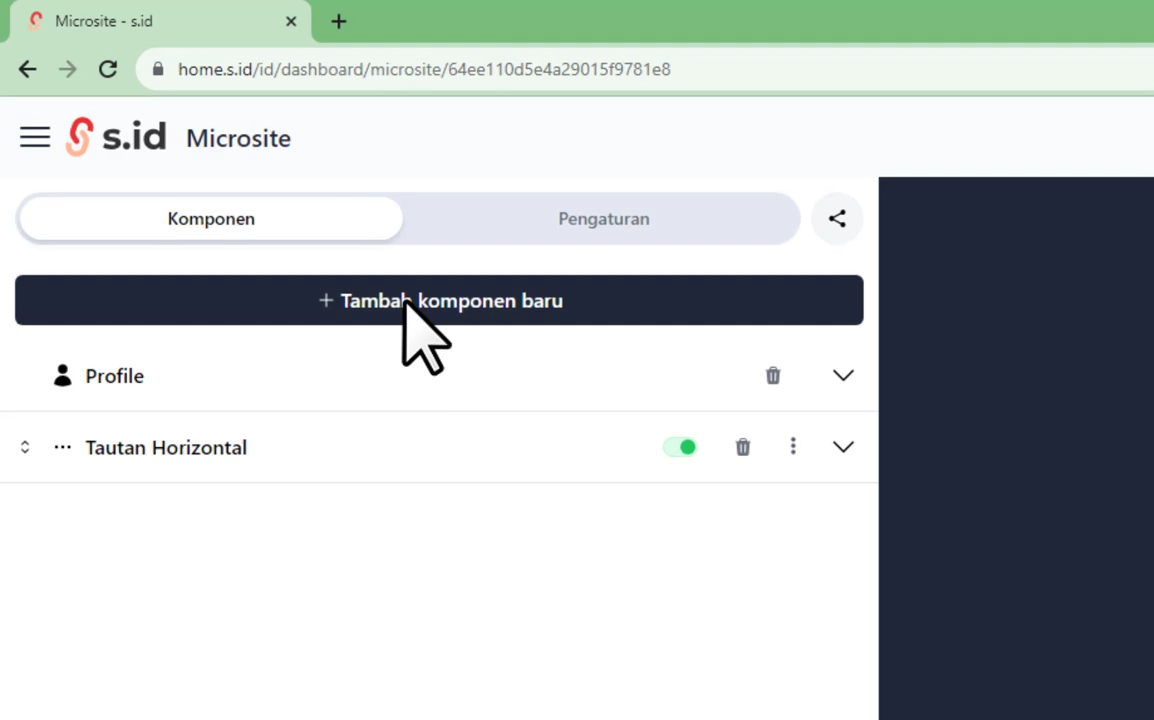 Microsite - s.id
home.s.id/id/dashboard/microsite/64ee110d5e4a29015f9781e8
s.id Microsite
Komponen Pengaturan
+ Tambah komponen baru
Profile
Tautan Horizontal